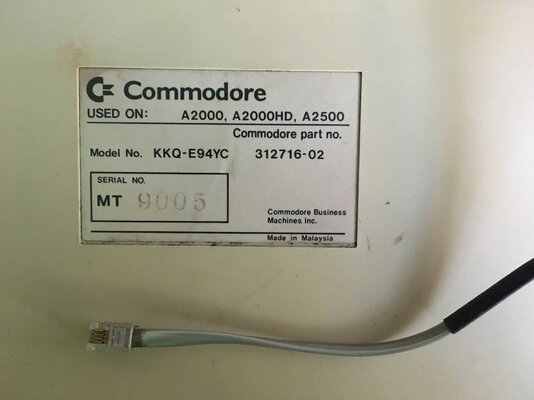 Commodore
USED ON: A2000, A2000HD, A2500
Commodore part no.
Model No. KKQ-E94YC 312716-02
SERIAL NO.
MT 9005
Commodore Business
Machines, Inc.
Made in Malaysia